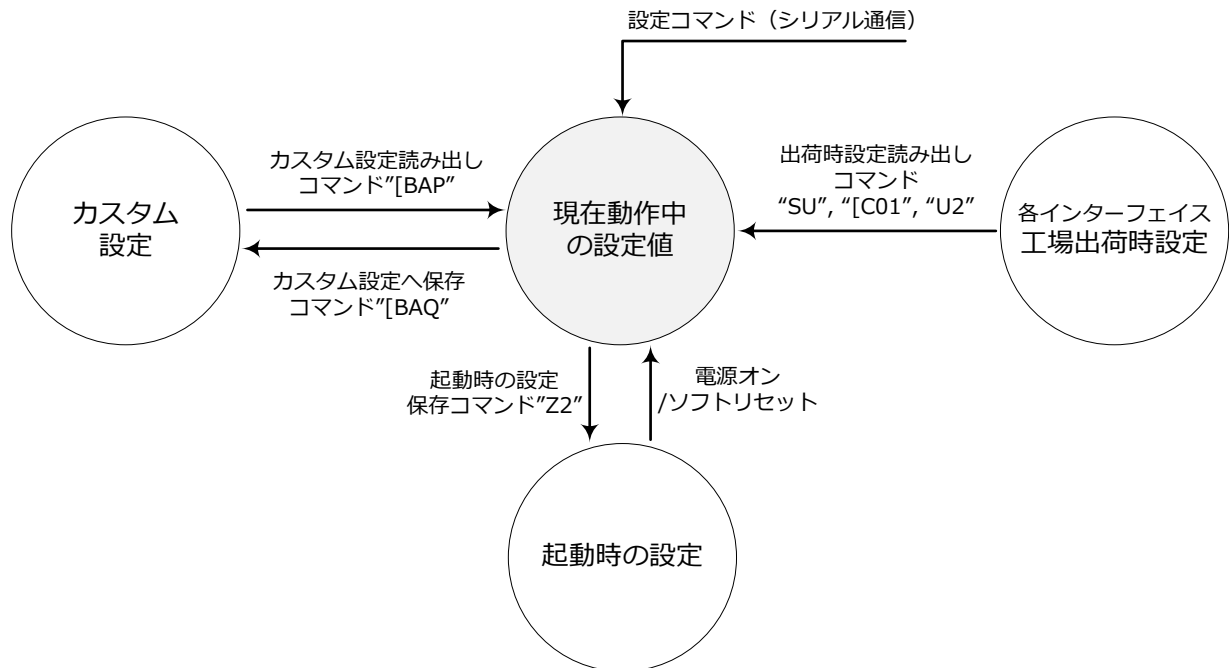 設定コマンド（シリアル通信）
カスタム設定読み出し
コマンド”[BAP”
出荷時設定読み出し
コマンド
“SU”, “[C01”, “U2”
カスタム
設定
現在動作中
の設定値
各インターフェイス
工場出荷時設定
カスタム設定へ保存
コマンド”[BAQ”
起動時の設定
保存コマンド”Z2”
電源オン
/ソフトリセット
起動時の設定